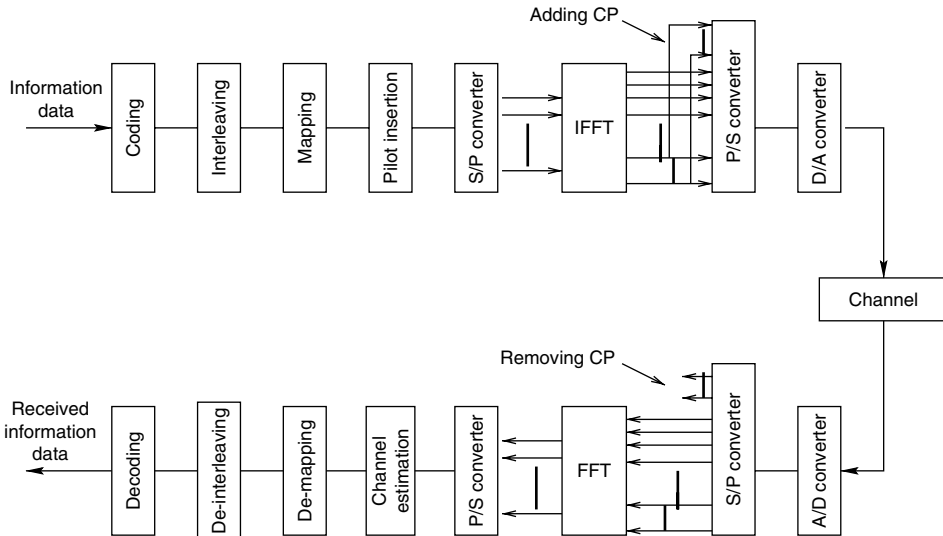 Adding CP
Information
data
Coding
Interleaving
Mapping
Pilot insertion
S/P converter
IFFT
P/S converter
D/A converter
Channel
Removing CP
Received
information
data
Decoding
De-interleaving
De-mapping
Channel
estimation
P/S converter
FFT
S/P converter
A/D converter